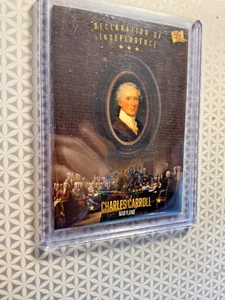 DECLARATION OF
INDEPENDENCE
CHARLES CARROLL
MARYLAND